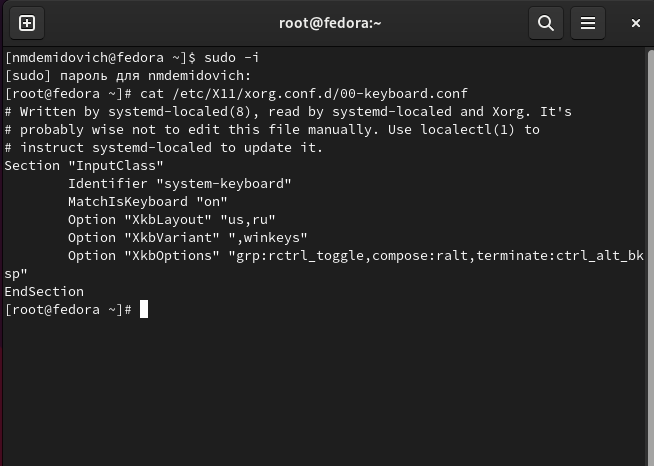 root@fedora:~
[nmdemidovich@fedora ~]$ sudo -i
[sudo] пароль для nmdemidovich:
[root@fedora ~]# cat /etc/X11/xorg.conf.d/00-keyboard.conf
# Written by systemd-localed(8), read by systemd-localed and Xorg. It's
# probably wise not to edit this file manually. Use localectl(1) to
# instruct systemd-localed to update it.
Section "InputClass"
        Identifier "system-keyboard"
        MatchIsKeyboard "on"
        Option "XkbLayout" "us,ru"
        Option "XkbVariant" ",winkeys"
        Option "XkbOptions" "grp:rctrl_toggle,compose:ralt,terminate:ctrl_alt_bk
sp"
EndSection
[root@fedora ~]#